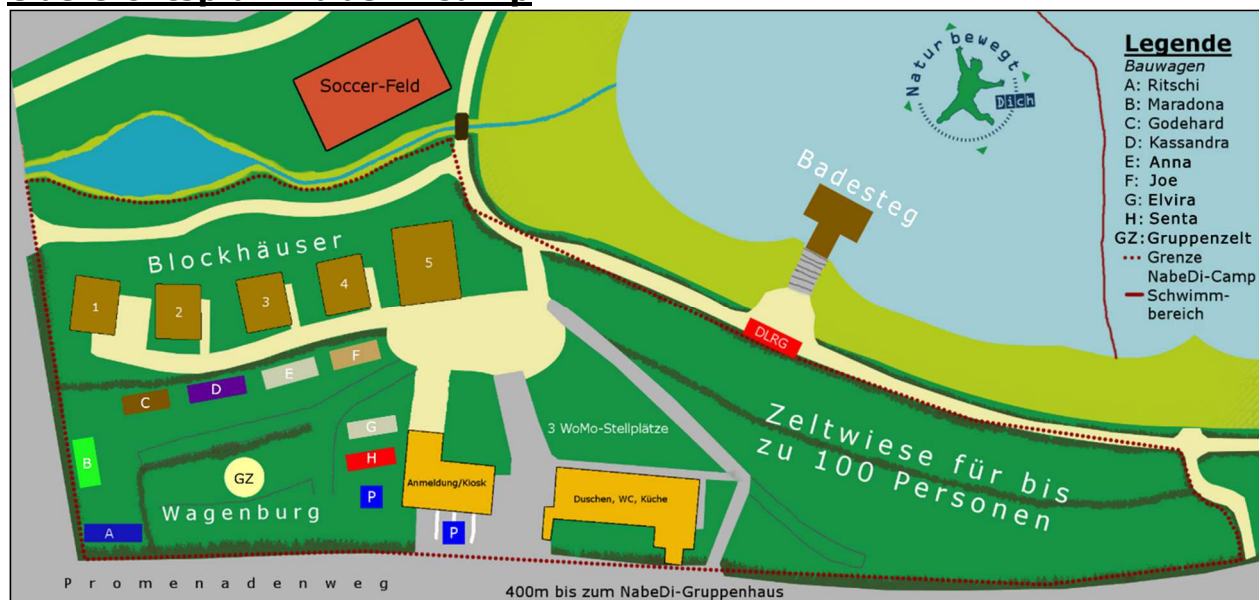 Soccer-Feld
Natur bewegt
Dich
Legende
Bauwagen
A: Ritschi
B: Maradona
C: Godehard
D: Kassandra
E: Anna
F: Joe
G: Elvira
H: Senta
GZ: Gruppenzelt
Grenze
NabeDi-Camp
Schwimm-
bereich
Badesteg
Blockhäuser
1
2
3
4
5
DLRG
F
E
D
C
B
A
G
H
P
GZ
Wagenburg
Anmeldung/Kiosk
P
3 WoMo-Stellplätze
Duschen, WC, Küche
Zeltwiese für bis
zu 100 Personen
Promenadenweg
400m bis zum NabeDi-Gruppenhaus